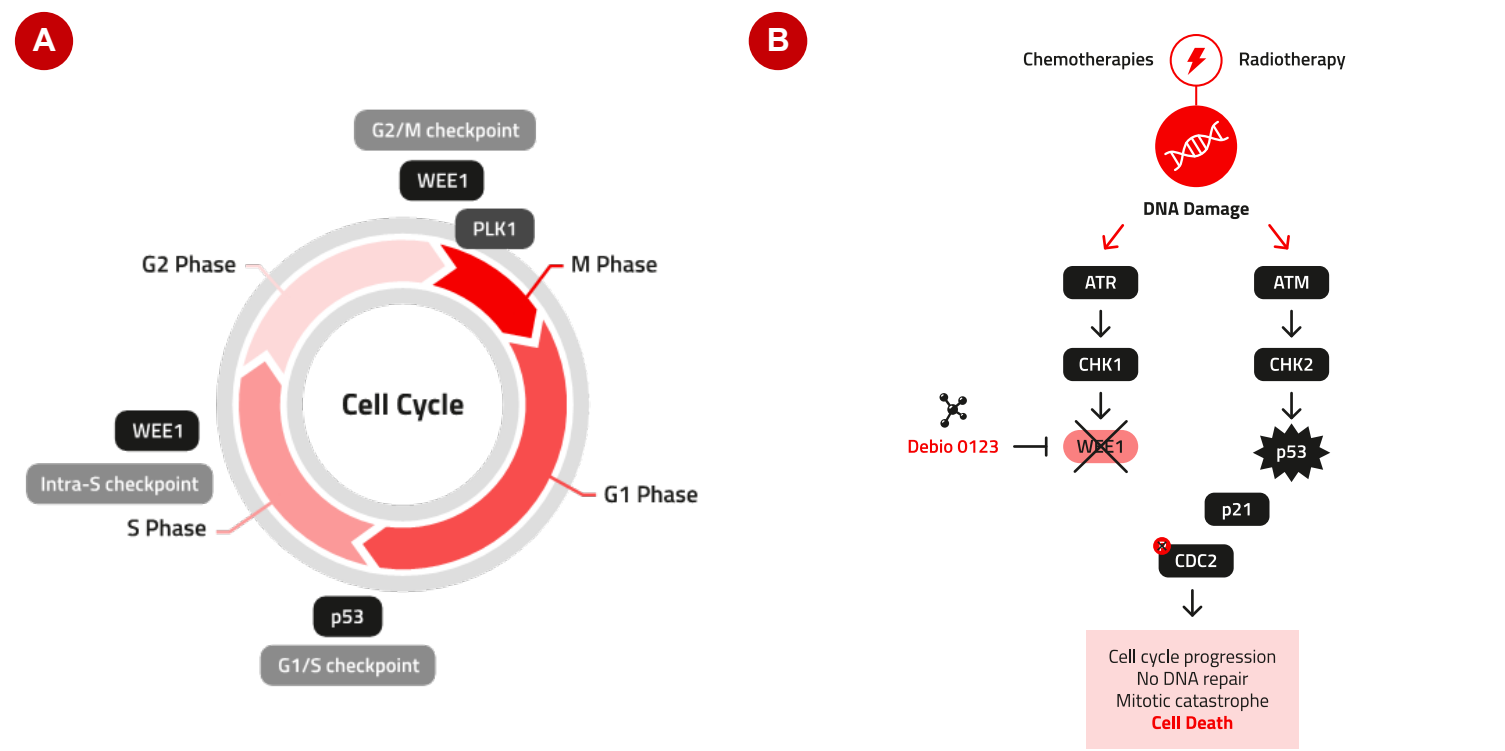 A
G2/M checkpoint
WEE1
PLK1
G2 Phase
M Phase
Cell Cycle
WEE1
Intra-S checkpoint
S Phase
G1 Phase
p53
G1/S checkpoint
B
Chemotherapies
Radiotherapy
DNA Damage
ATR
ATM
CHK1
CHK2
Debio 0123
WEE1
p53
p21
CDC2
Cell cycle progression
No DNA repair
Mitotic catastrophe
Cell Death